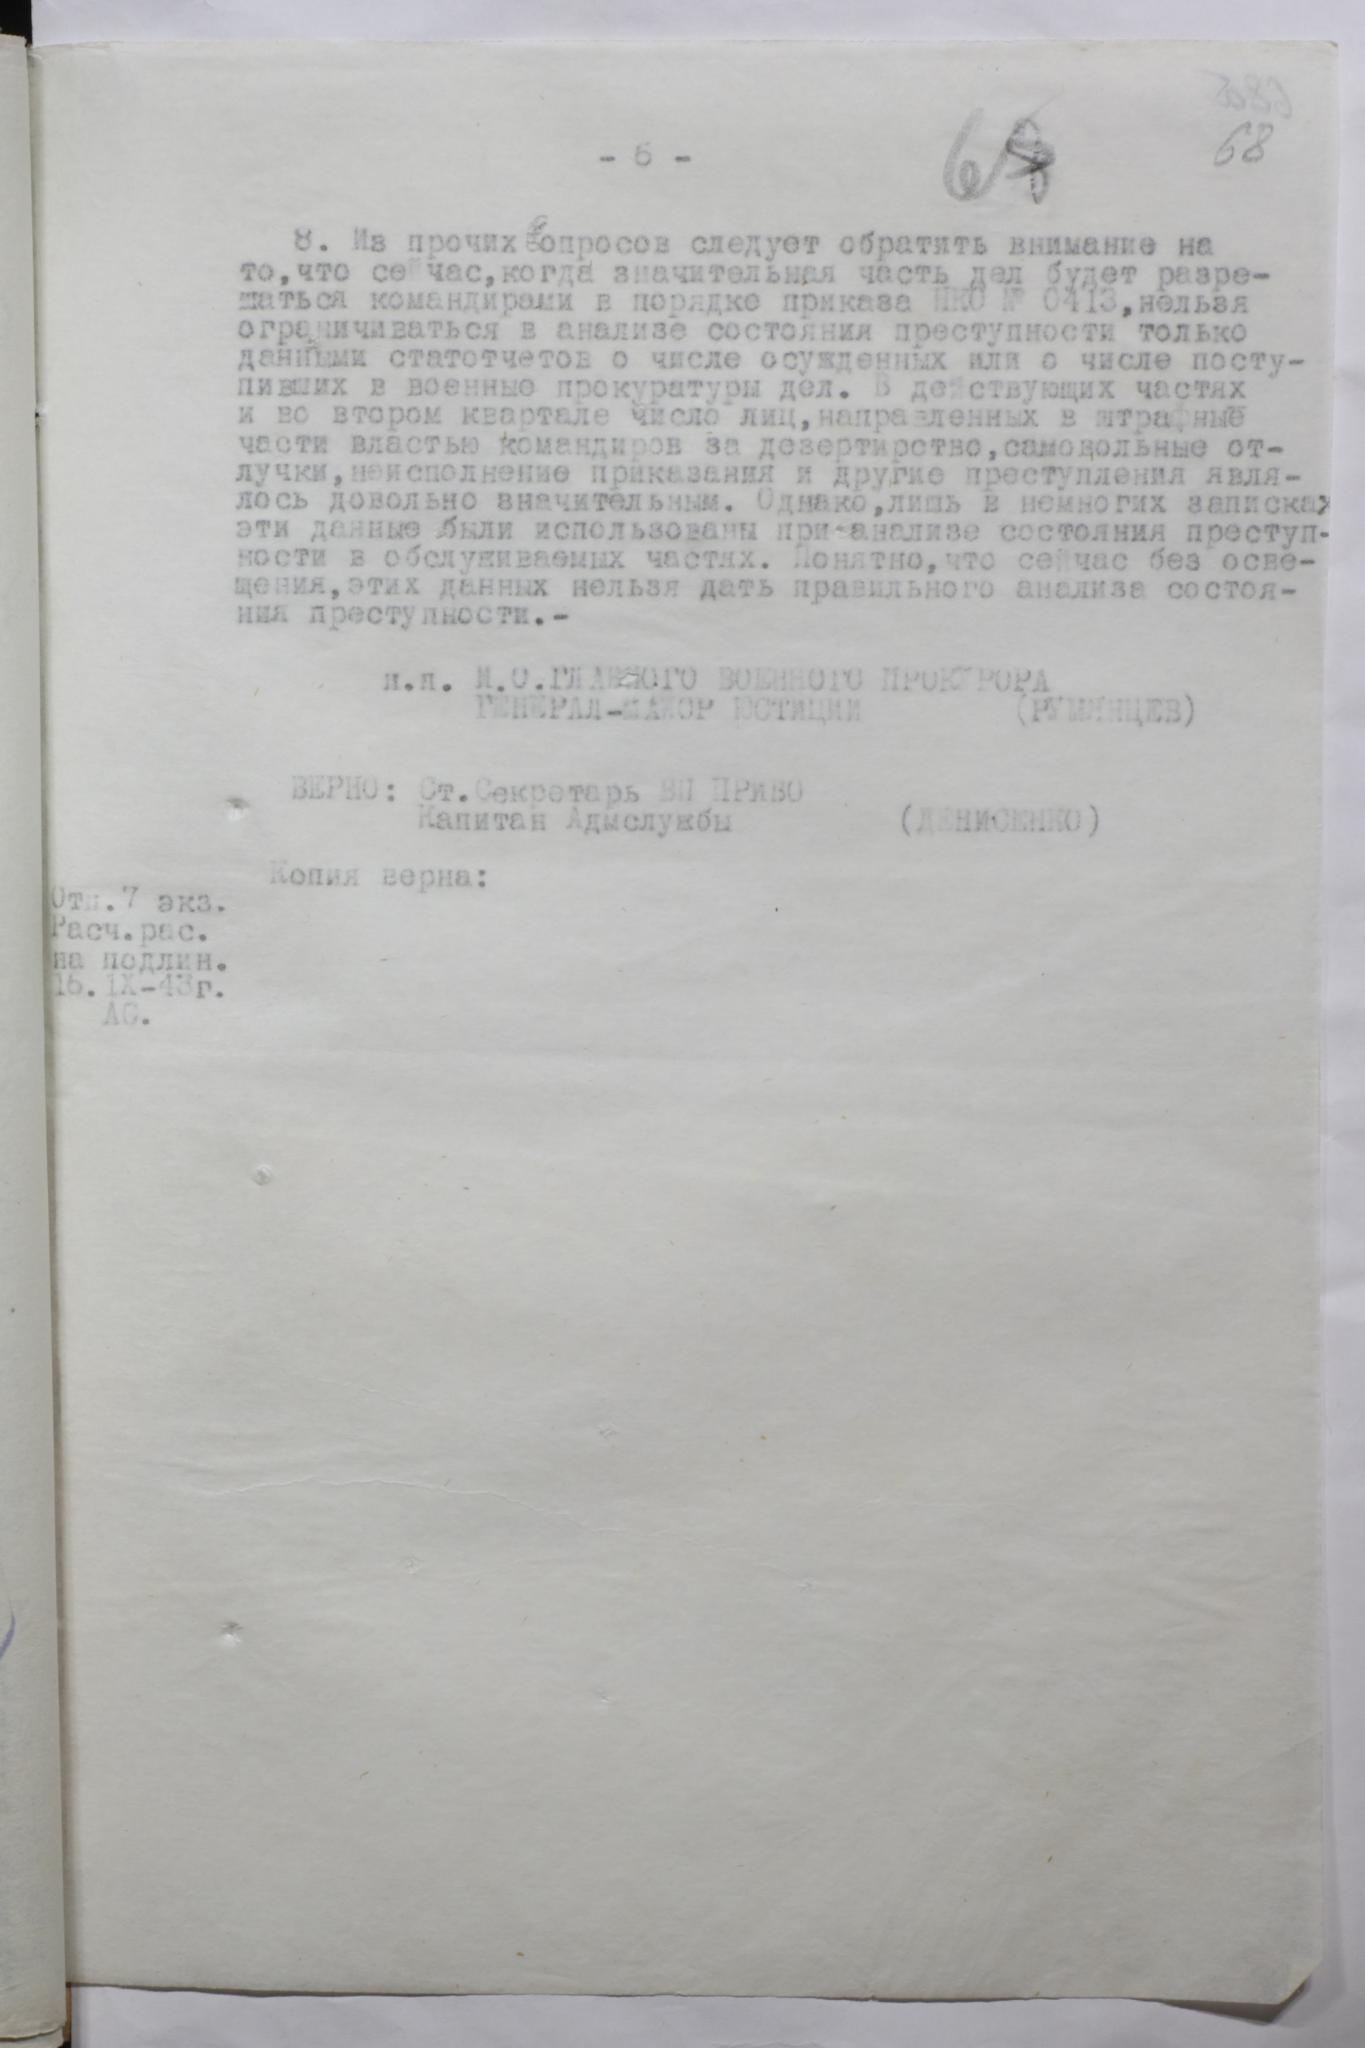 - 6 -
68
8. Из прочих вопросов следует обратить внимание на
то,что сейчас,когда значительная часть дел будет разре-
шаться командирами в порядке приказа НКО № 0413,нельзя
ограничиваться в анализе состояния преступности только
данными статотчетов о числе осужденных или о числе посту-
пивших в военные прокуратуры дел. В действующих частях
и во втором квартале число лиц,направленных в штрафные
части властью командиров за дезертирство,самовольные от-
лучки,неисполнение приказания и другие преступления явля-
лось довольно значительным. Однако,лишь в немногих записках
эти данные были использованы при анализе состояния преступ-
ности в обслуживаемых частях. Понятно,что сейчас без осве-
щения,этих данных нельзя дать правильного анализа состоя-
ния преступности.-
п.п. И.О.ГЛАВНОГО ВОЕННОГО ПРОКУРОРА
ГЕНЕРАЛ-МАЙОР ЮСТИЦИИ (РУМЯНЦЕВ)
ВЕРНО: Ст.Секретарь ВП ПРИВО
Капитан Адмслужбы (ДЕНИСЕНКО)
Копия верна:
Отп.7 экз.
Расч.рас.
на подлин.
16.IX-43г.
АС.